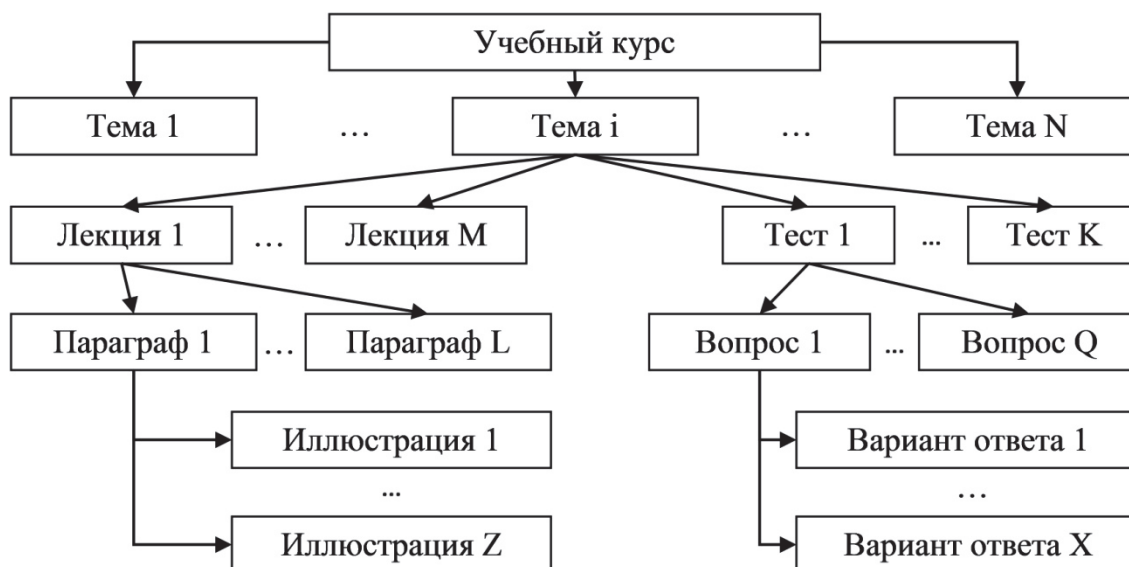 Учебный курс
Тема 1 … Тема i … Тема N
Лекция 1 … Лекция M Тест 1 ... Тест K
Параграф 1 … Параграф L Вопрос 1 ... Вопрос Q
Иллюстрация 1 Вариант ответа 1
... …
Иллюстрация Z Вариант ответа X